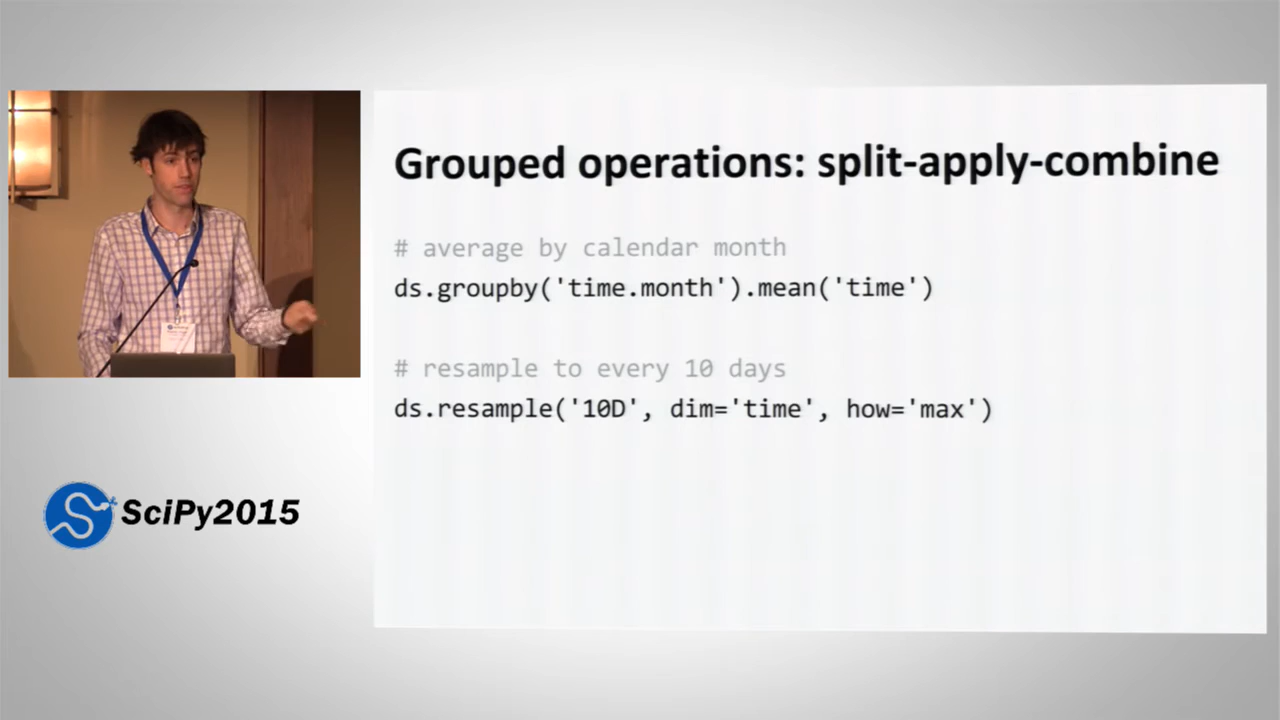 Grouped operations: split-apply-combine
# average by calendar month
ds.groupby('time.month').mean('time')
# resample to every 10 days
ds.resample('10D', dim='time', how='max')
SciPy2015